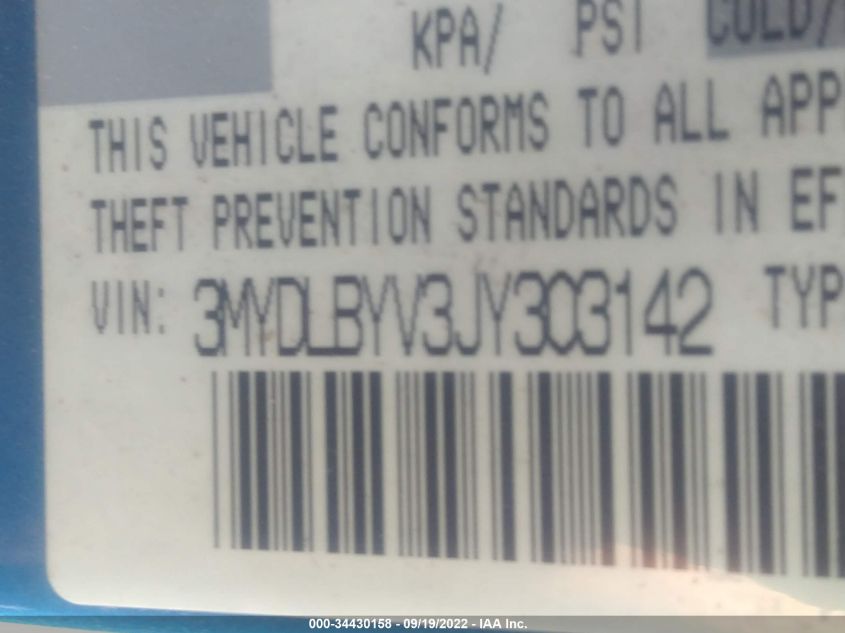 KPA/ PSI COLD/
THIS VEHICLE CONFORMS TO ALL APP
THEFT PREVENTION STANDARDS IN EF
VIN: 3MYDLBYV3JY303142 TYP
000-34430158 - 09/19/2022 - IAA Inc.